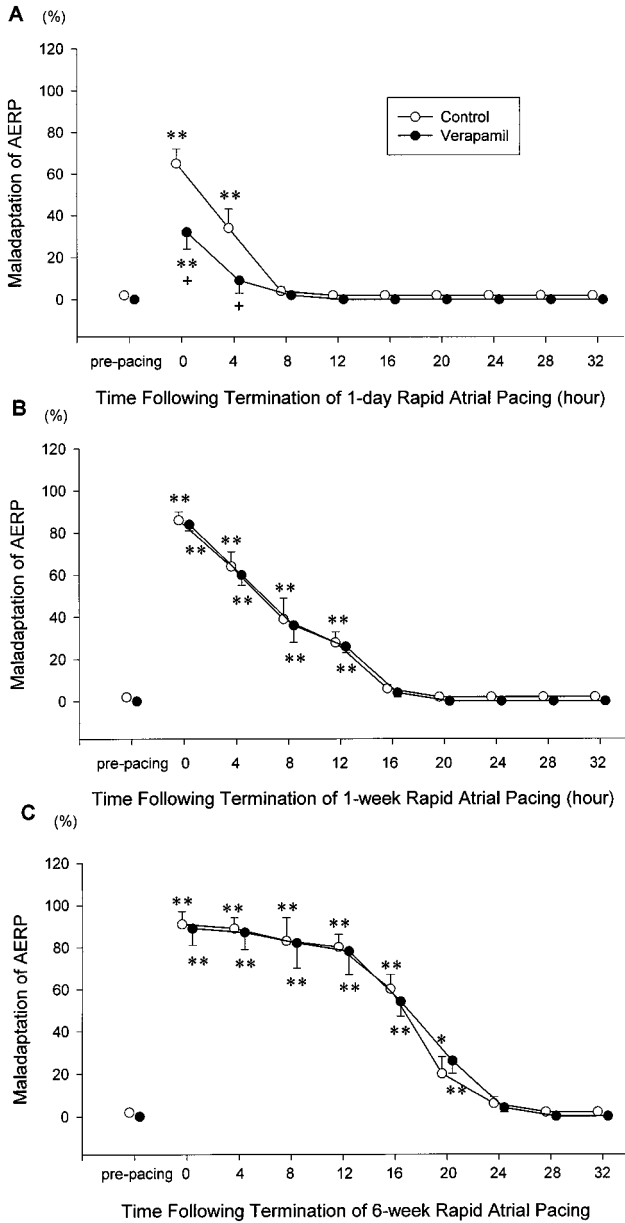 A (%)
120
100
80
60
40
20
0
Maladaptation of AERP
Control
Verapamil
**
**
**
+
+
pre-pacing 0 4 8 12 16 20 24 28 32
Time Following Termination of 1-day Rapid Atrial Pacing (hour)
B (%)
120
100
80
60
40
20
0
Maladaptation of AERP
**
**
**
**
**
**
**
**
pre-pacing 0 4 8 12 16 20 24 28 32
Time Following Termination of 1-week Rapid Atrial Pacing (hour)
C (%)
120
100
80
60
40
20
0
Maladaptation of AERP
** ** ** **
**
** ** ** **
**
*
**
pre-pacing 0 4 8 12 16 20 24 28 32
Time Following Termination of 6-week Rapid Atrial Pacing